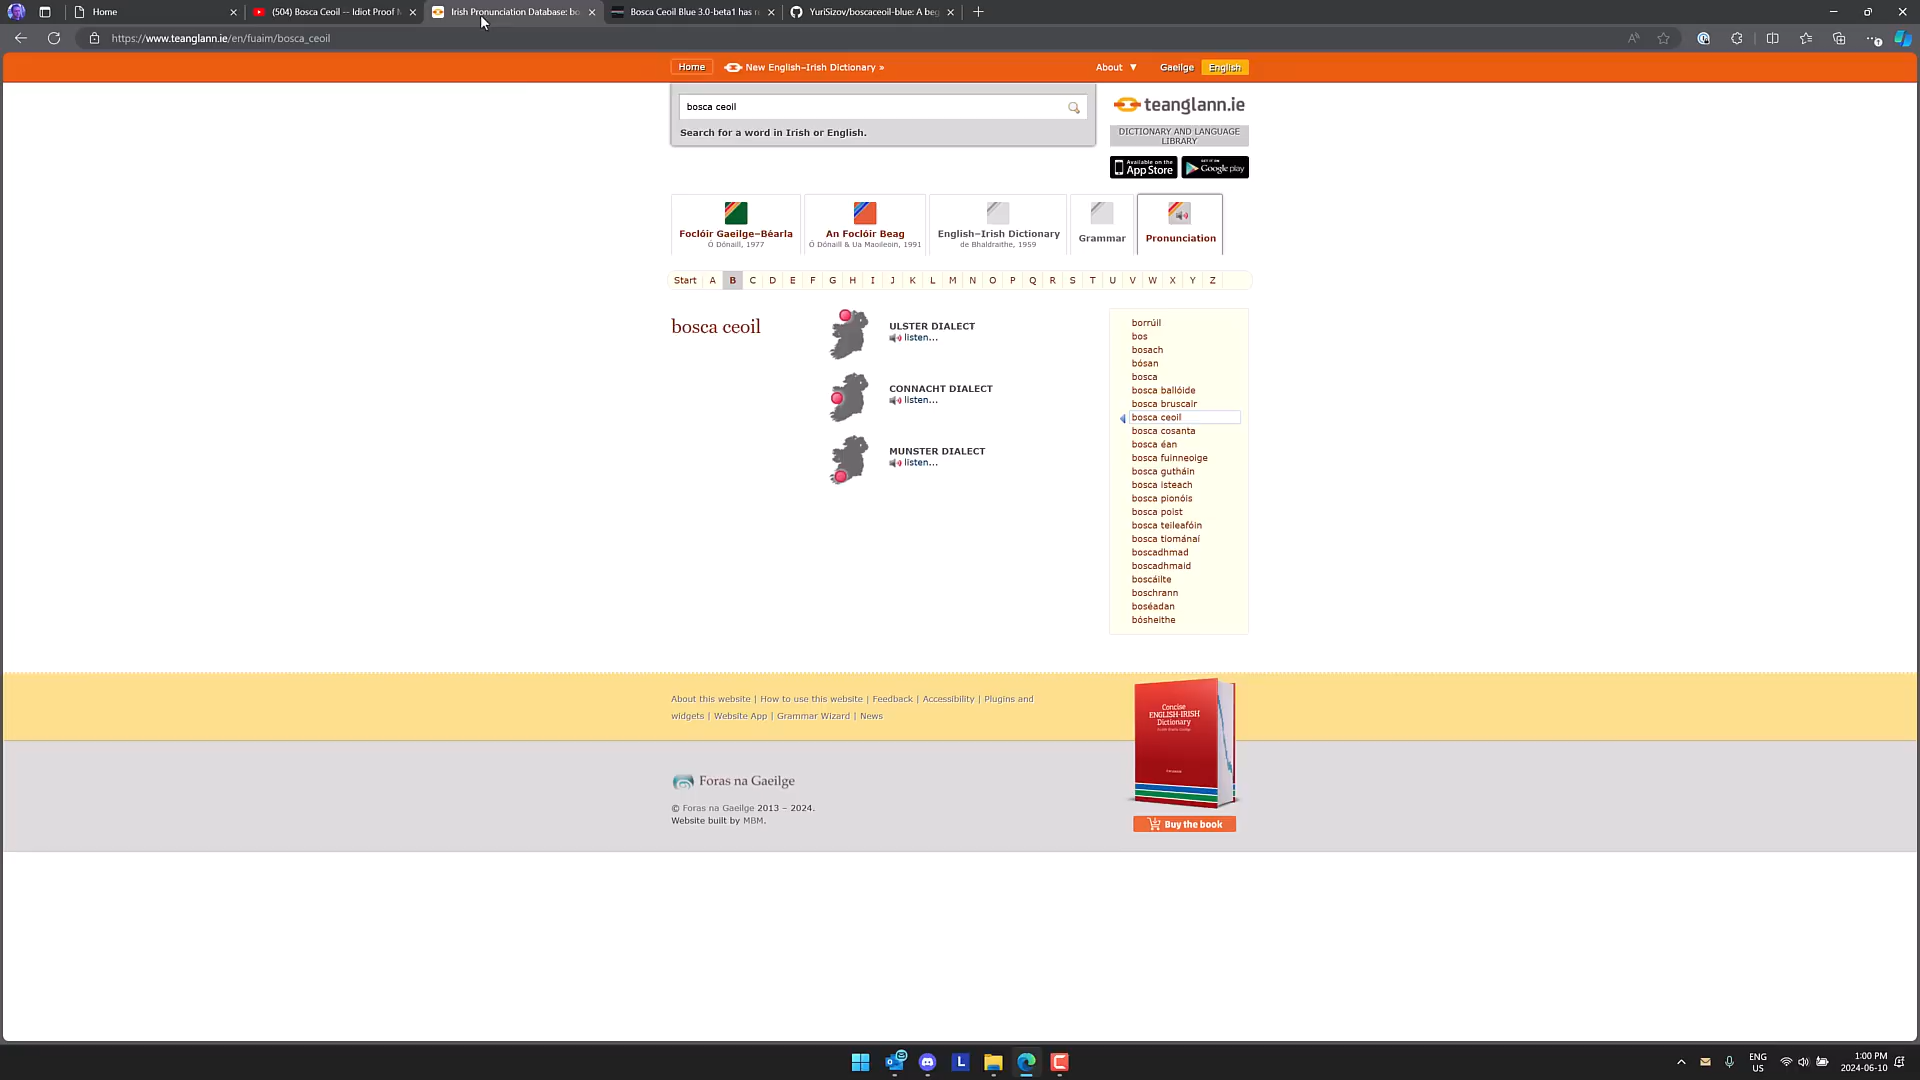 Home
(504) Bosca Ceoil -- Idiot Proof M
Irish Pronunciation Database: bo
Bosca Ceoil Blue 3.0-beta1 has r
YuriSizov/boscaceoil-blue: A beg
https://www.teanglann.ie/en/fuaim/bosca_ceoil
Home
New English–Irish Dictionary »
About ▼
Gaeilge
English
bosca ceoil
Search for a word in Irish or English.
teanglann.ie
DICTIONARY AND LANGUAGE
LIBRARY
Available on the
App Store
GET IT ON
Google play
Foclóir Gaeilge–Béarla
Ó Dónaill, 1977
An Foclóir Beag
Ó Dónaill & Ua Maoileoin, 1991
English–Irish Dictionary
de Bhaldraithe, 1959
Grammar
Pronunciation
Start A B C D E F G H I J K L M N O P Q R S T U V W X Y Z
bosca ceoil
ULSTER DIALECT
listen...
CONNACHT DIALECT
listen...
MUNSTER DIALECT
listen...
borrúil
bos
bosach
bósan
bosca
bosca ballóide
bosca bruscair
bosca ceoil
bosca cosanta
bosca éan
bosca fuinneoige
bosca gutháin
bosca isteach
bosca pionóis
bosca poist
bosca teileafóin
bosca tiománaí
boscadhmad
boscadhmaid
boscáilte
boschrann
boséadan
bósheithe
About this website | How to use this website | Feedback | Accessibility | Plugins and
widgets | Website App | Grammar Wizard | News
Concise
ENGLISH-IRISH
Dictionary
Buy the book
Foras na Gaeilge
© Foras na Gaeilge 2013 – 2024.
Website built by MBM.
L
ENG
US
1:00 PM
2024-06-10